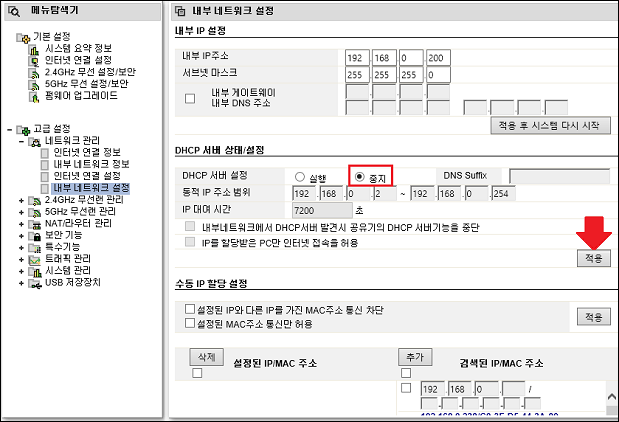 메뉴탐색기
기본 설정
시스템 요약 정보
인터넷 연결 설정
2.4GHz 무선 설정/보안
5GHz 무선 설정/보안
펌웨어 업그레이드
고급 설정
네트워크 관리
인터넷 연결 정보
내부 네트워크 정보
인터넷 연결 설정
내부 네트워크 설정
2.4GHz 무선랜 관리
5GHz 무선랜 관리
NAT/라우터 관리
보안 기능
특수기능
트래픽 관리
시스템 관리
USB 저장장치
내부 네트워크 설정
내부 IP 설정
내부 IP주소 192 . 168 . 0 . 200
서브넷 마스크 255 . 255 . 255 . 0
내부 게이트웨이
내부 DNS 주소
적용 후 시스템 다시 시작
DHCP 서버 상태/설정
DHCP 서버 설정 실행 중지 DNS Suffix
동적 IP 주소 범위 192 . 168 . 0 . 2 ~ 192 . 168 . 0 . 254
IP 대여 시간 7200 초
내부네트워크에서 DHCP서버 발견시 공유기의 DHCP 서버기능을 중단
IP를 할당받은 PC만 인터넷 접속을 허용
적용
수동 IP 할당 설정
설정된 IP와 다른 IP를 가진 MAC주소 통신 차단
설정된 MAC주소 통신만 허용
적용
삭제 설정된 IP/MAC 주소
추가 검색된 IP/MAC 주소
192 . 168 . 0 . /